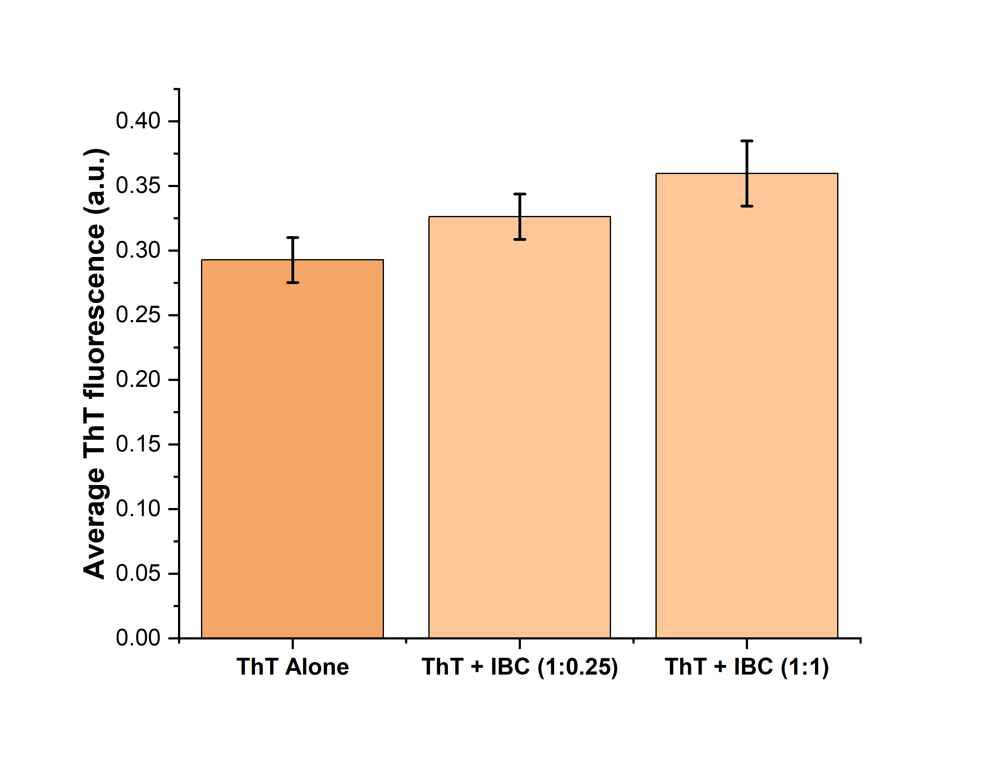 Average ThT fluorescence (a.u.)
0.40
0.35
0.30
0.25
0.20
0.15
0.10
0.05
0.00
ThT Alone
ThT + IBC (1:0.25)
ThT + IBC (1:1)